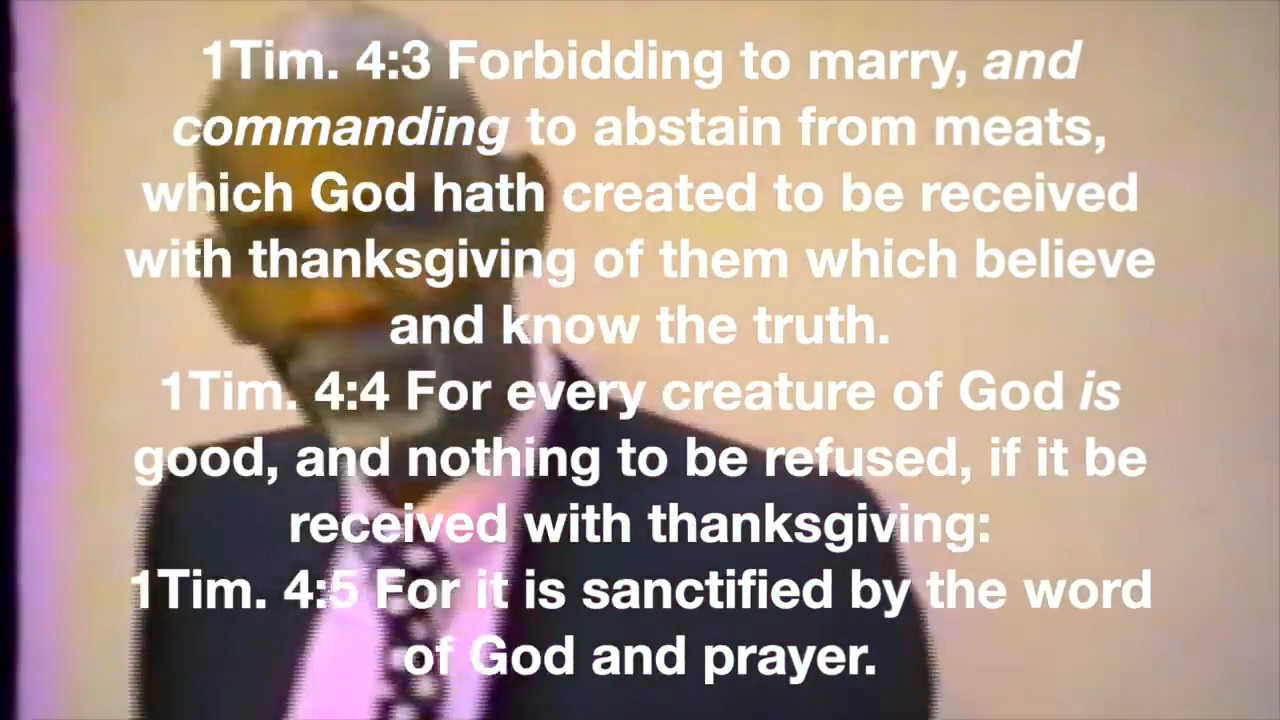 1Tim. 4:3 Forbidding to marry, and
commanding to abstain from meats,
which God hath created to be received
with thanksgiving of them which believe
and know the truth.
1Tim. 4:4 For every creature of God is
good, and nothing to be refused, if it be
received with thanksgiving:
1Tim. 4:5 For it is sanctified by the word
of God and prayer.